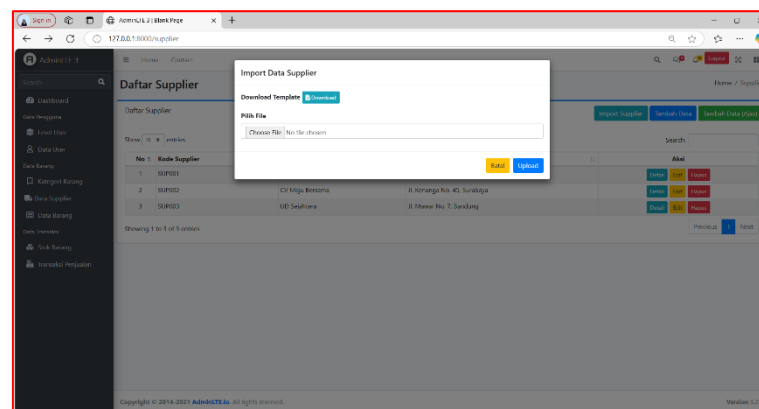 Sign in
AdminLTE 3 | Blank Page
127.0.0.1:8000/supplier
AdminLTE 3
Home Contact
Logout
Search
Daftar Supplier
Home / Supplier
Dashboard
Data Pengguna
Level User
Data User
Data Barang
Kategori Barang
Data Supplier
Data Barang
Data Transaksi
Stok Barang
Transaksi Penjualan
Daftar Supplier
Import Supplier Tambah Data Tambah Data (Ajax)
Show 10 entries
Search:
No Kode Supplier Aksi
1 SUP001 Detail Edit Hapus
2 SUP002 CV Maju Bersama Jl. Kenanga No. 45, Surabaya Detail Edit Hapus
3 SUP003 UD Sejahtera Jl. Mawar No. 7, Bandung Detail Edit Hapus
Showing 1 to 3 of 3 entries
Previous 1 Next
Import Data Supplier
Download Template Download
Pilih File
Choose File No file chosen
Batal Upload
Copyright © 2014-2021 AdminLTE.io. All rights reserved.
Version